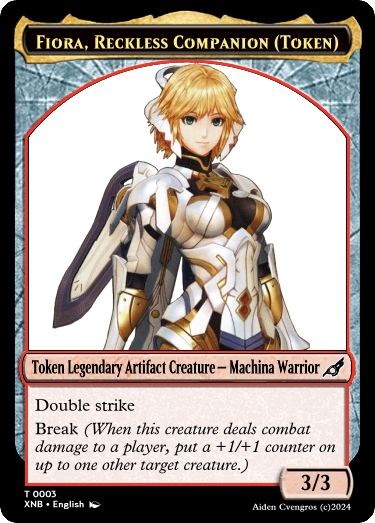 Fiora, Reckless Companion (Token)
Token Legendary Artifact Creature – Machina Warrior
Double strike
Break (When this creature deals combat
damage to a player, put a +1/+1 counter on
up to one other target creature.)
3/3
T 0003
XNB • English
Aiden Cvengros (c)2024